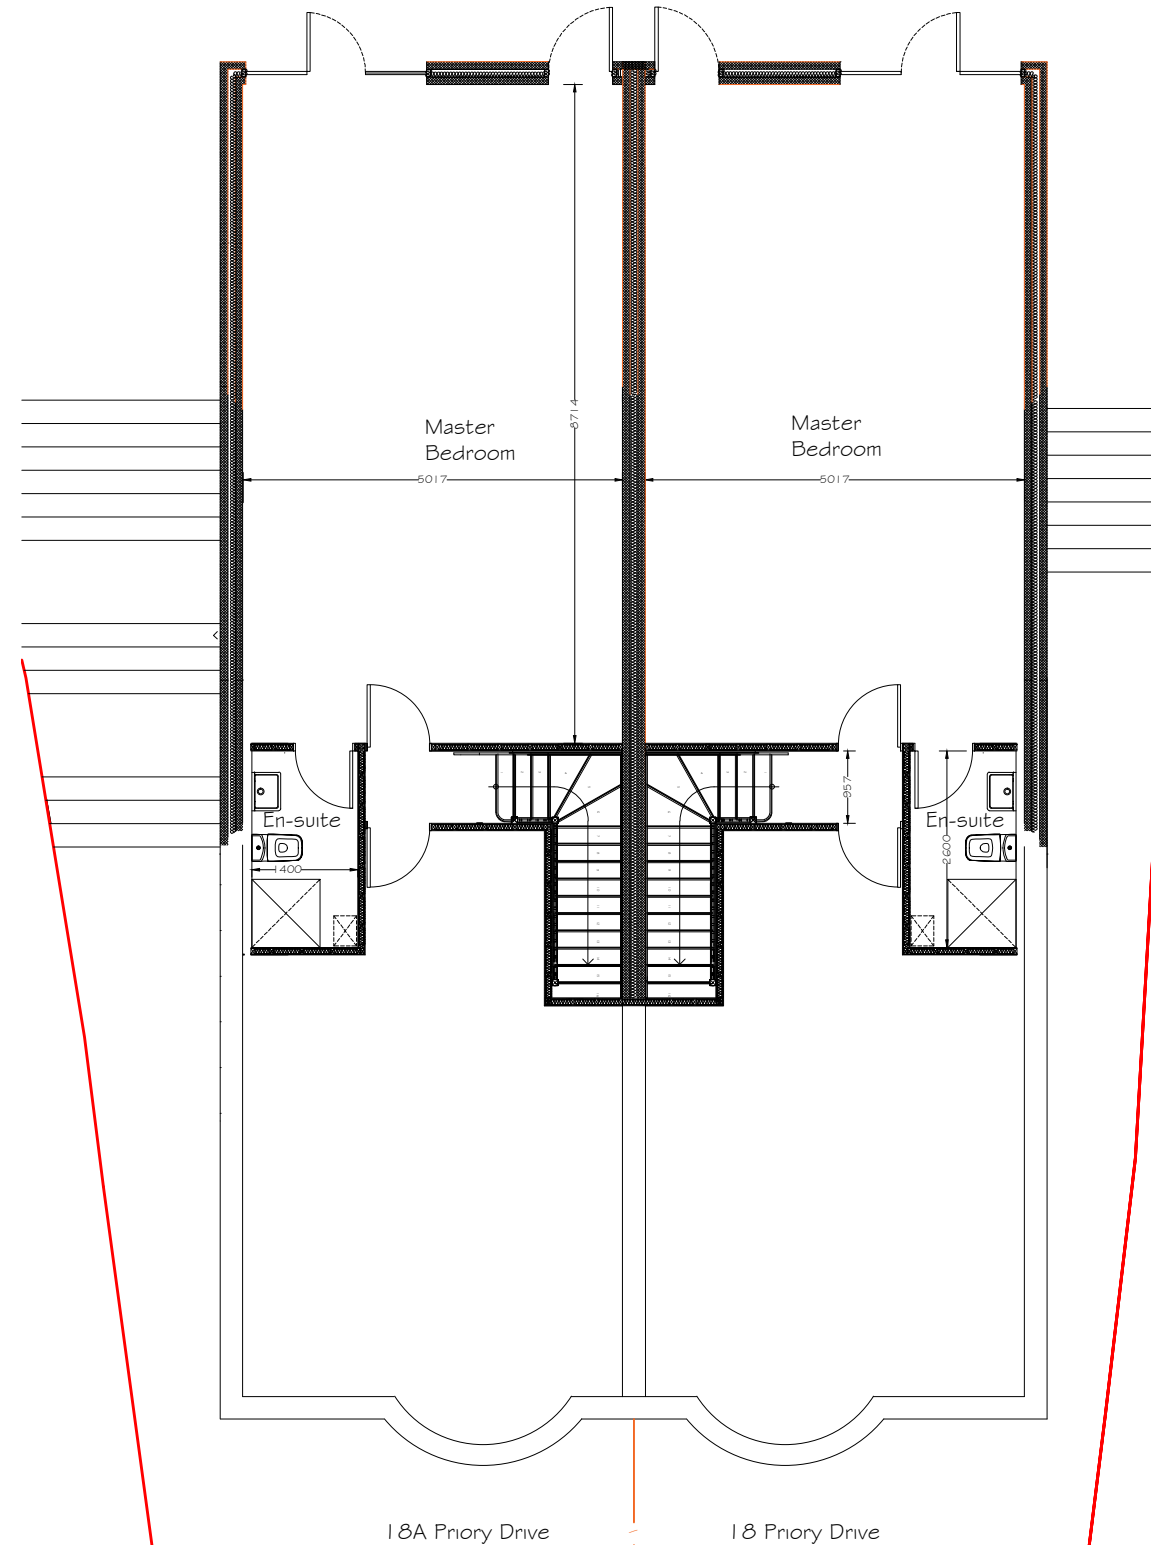 Master
Bedroom
Master
Bedroom
8714
5017
5017
957
En-suite
En-suite
2600
1400
18A Priory Drive
18 Priory Drive